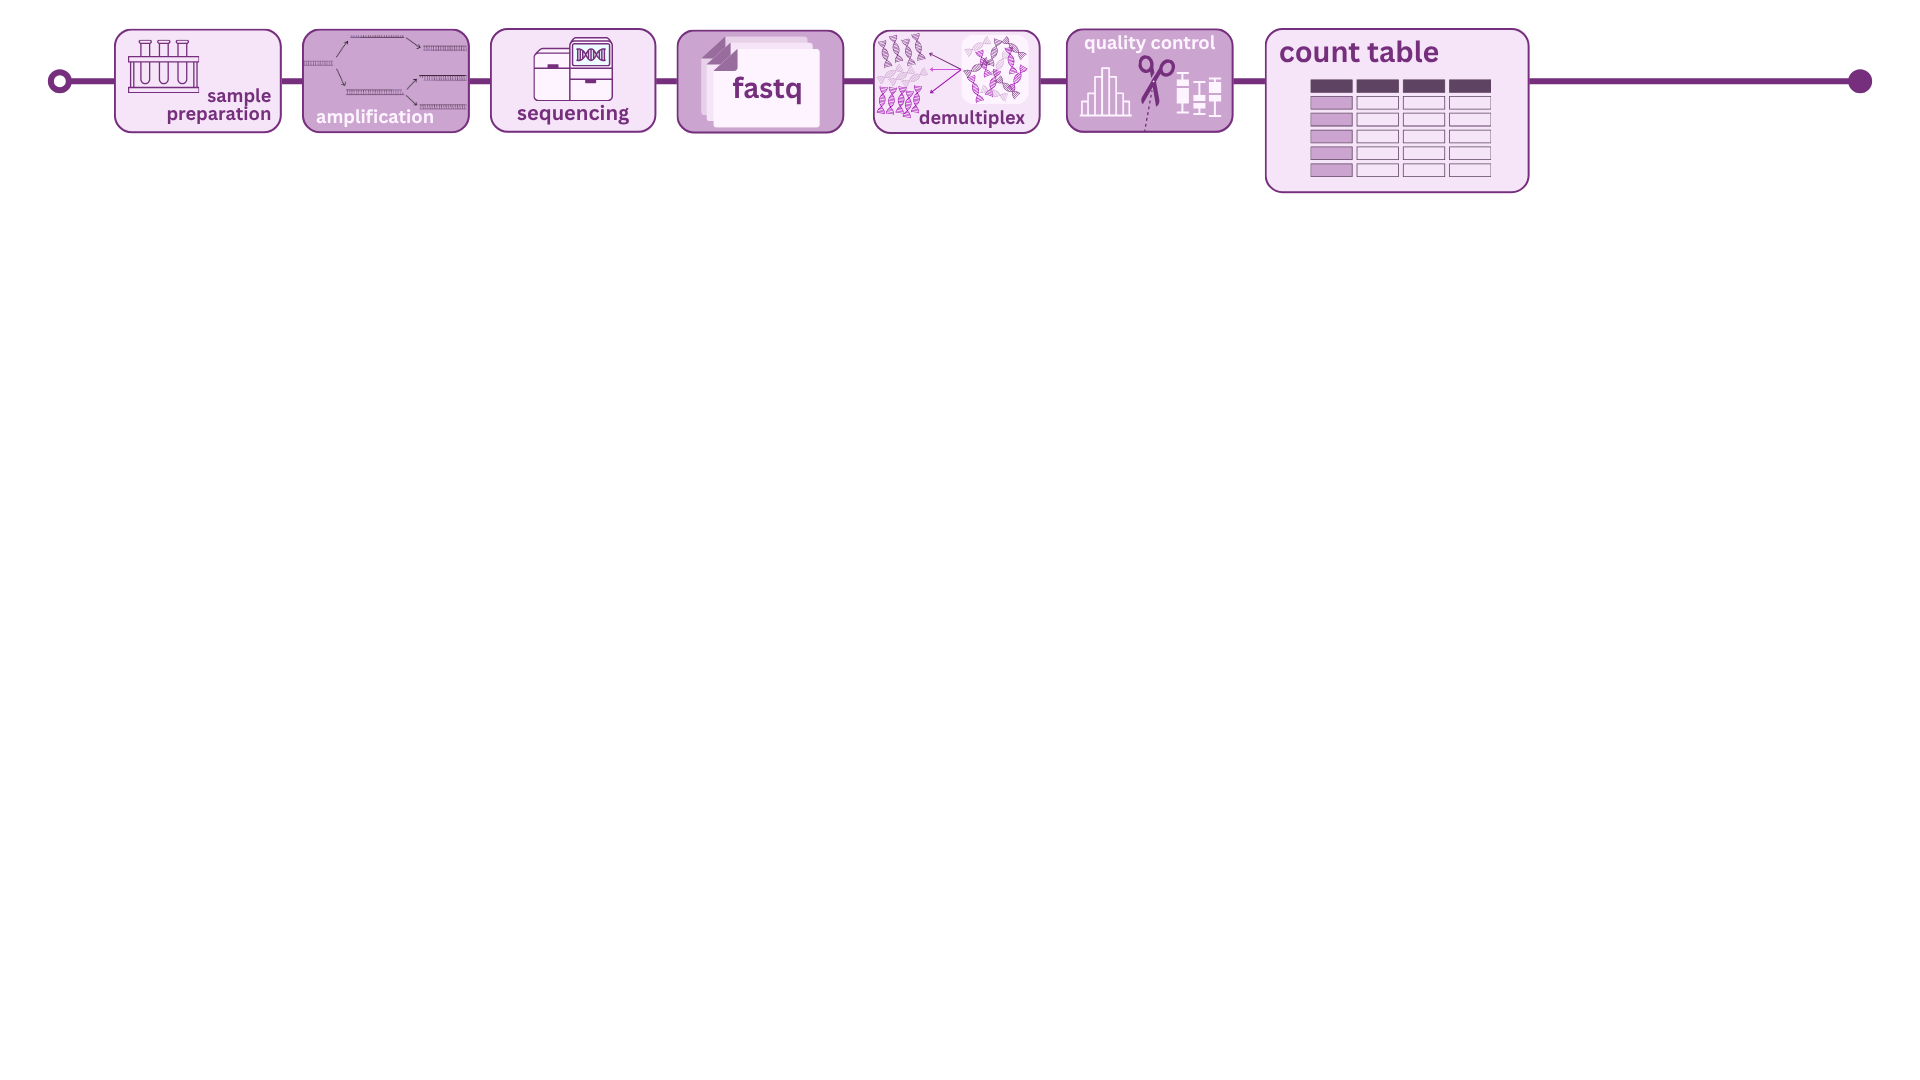 sample
preparation
amplification
sequencing
fastq
demultiplex
quality control
count table